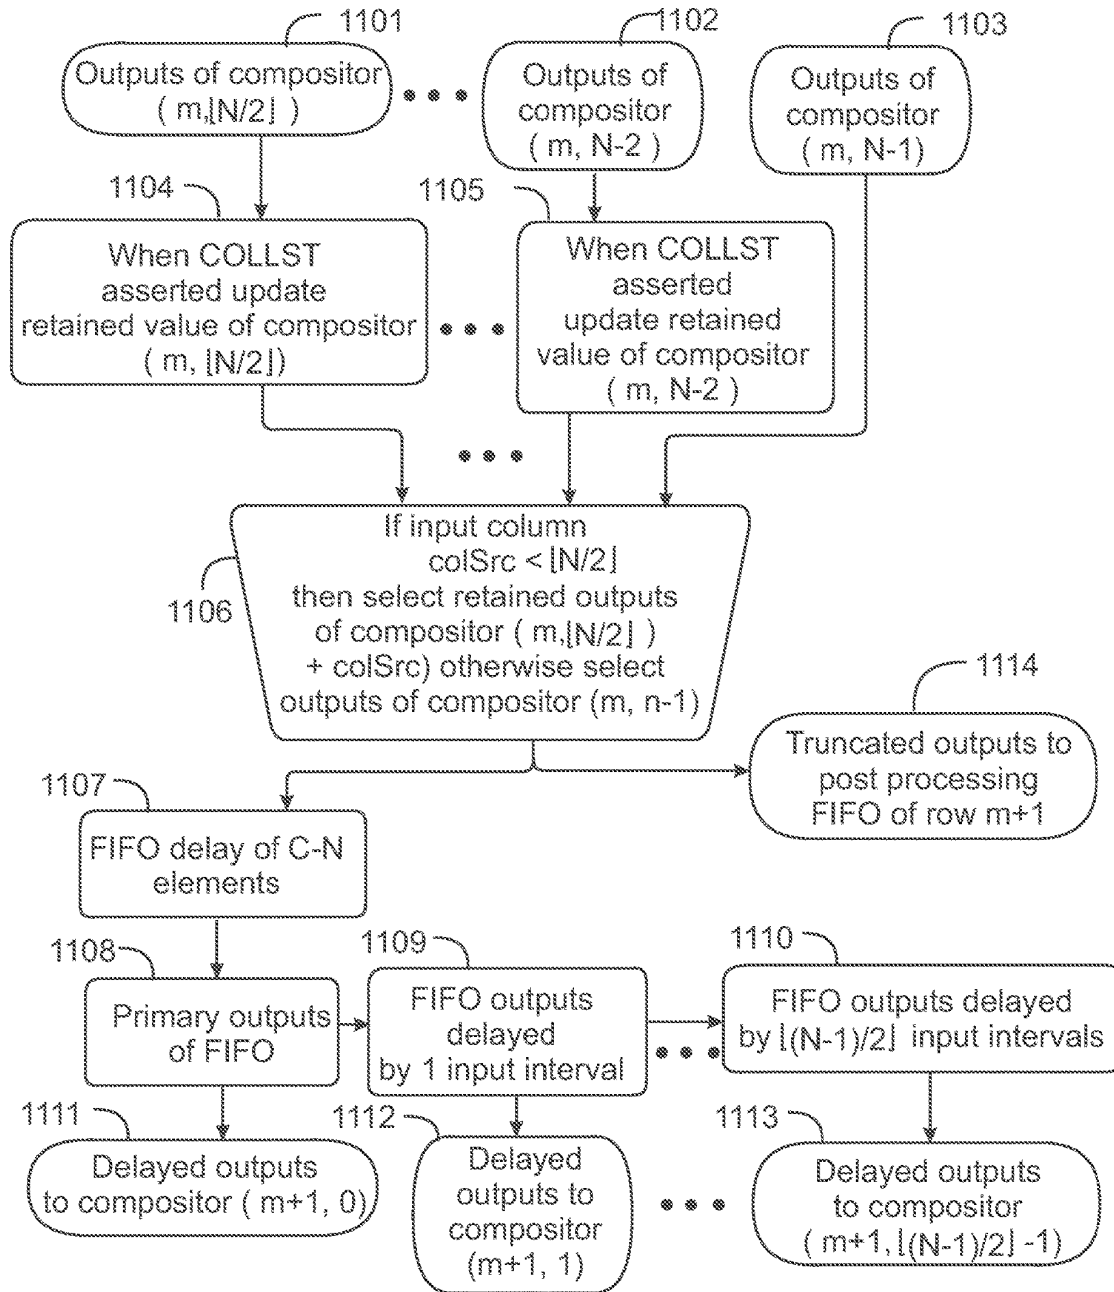 1101
Outputs of compositor
( m,⌊N/2⌋ )
1102
Outputs of
compositor
( m, N-2 )
1103
Outputs of
compositor
( m, N-1)
1104
When COLLST
asserted update
retained value of compositor
( m, ⌊N/2⌋)
1105
When COLLST
asserted
update retained
value of compositor
( m, N-2 )
1106
If input column
colSrc < ⌊N/2⌋
then select retained outputs
of compositor ( m,⌊N/2⌋ )
+ colSrc) otherwise select
outputs of compositor (m, n-1)
1114
Truncated outputs to
post processing
FIFO of row m+1
1107
FIFO delay of C-N
elements
1108
Primary outputs
of FIFO
1109
FIFO outputs
delayed
by 1 input interval
1110
FIFO outputs delayed
by ⌊(N-1)/2⌋ input intervals
1111
Delayed outputs
to compositor ( m+1, 0)
1112
Delayed
outputs to
compositor
(m+1, 1)
1113
Delayed outputs
to compositor
( m+1, ⌊(N-1)/2⌋ -1)